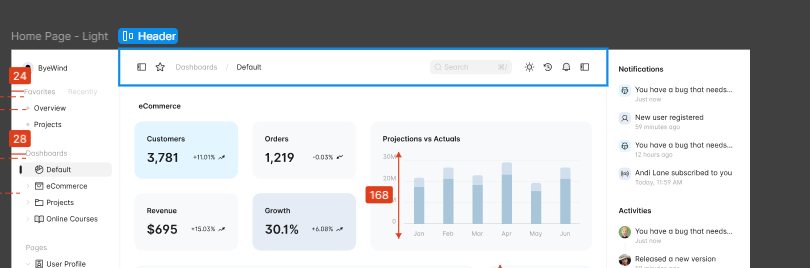 Home Page - Light
Header
ByeWind
24
Favorites
Recently
Overview
Projects
28
Dashboards
Default
eCommerce
Projects
Online Courses
Pages
User Profile
Dashboards / Default
Search
⌘/
eCommerce
Customers
3,781
+11.01%
Orders
1,219
-0.03%
Revenue
$695
+15.03%
Growth
30.1%
+6.08%
Projections vs Actuals
30M
20M
0
168
Jan Feb Mar Apr May Jun
Notifications
You have a bug that needs...
Just now
New user registered
59 minutes ago
You have a bug that needs...
12 hours ago
Andi Lane subscribed to you
Today, 11:59 AM
Activities
You have a bug that needs...
Just now
Released a new version